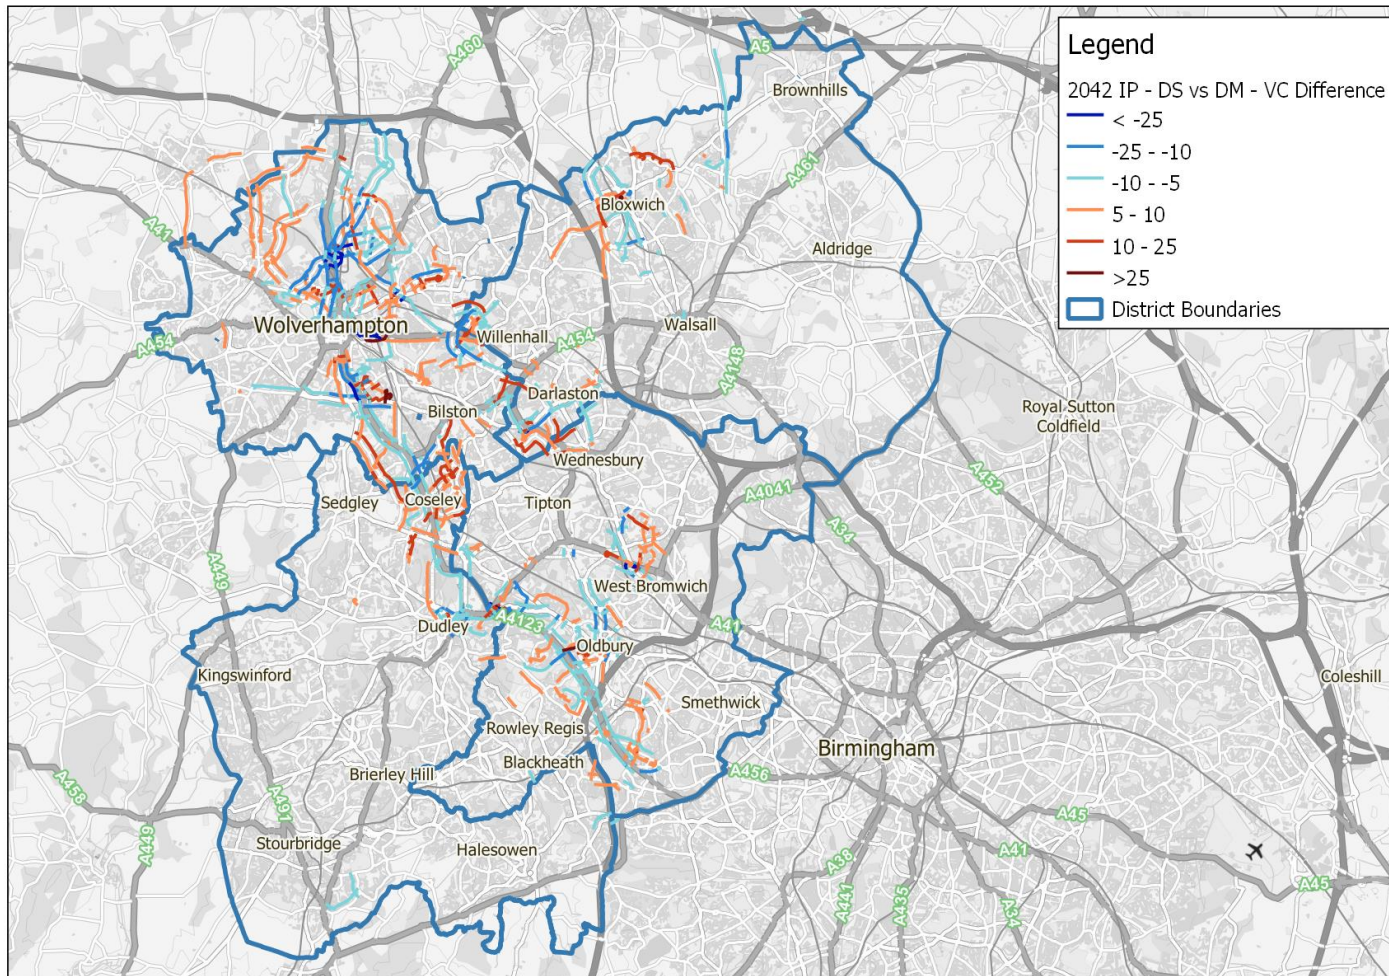 Legend
2042 IP - DS vs DM - VC Difference
< -25
-25 - -10
-10 - -5
5 - 10
10 - 25
>25
District Boundaries
A460
A5
Brownhills
A461
A41
Bloxwich
Aldridge
Wolverhampton
A454
Willenhall
A454
Walsall
A4148
Darlaston
Bilston
Royal Sutton
Coldfield
Wednesbury
Sedgley
Coseley
Tipton
A4041
A452
A34
A449
West Bromwich
Dudley
A4123
A41
Oldbury
Kingswinford
Coleshill
Smethwick
Rowley Regis
Birmingham
Blackheath
Brierley Hill
A456
A458
A491
A45
Stourbridge
Halesowen
A449
A38
A41
A45
A441
A435
A34